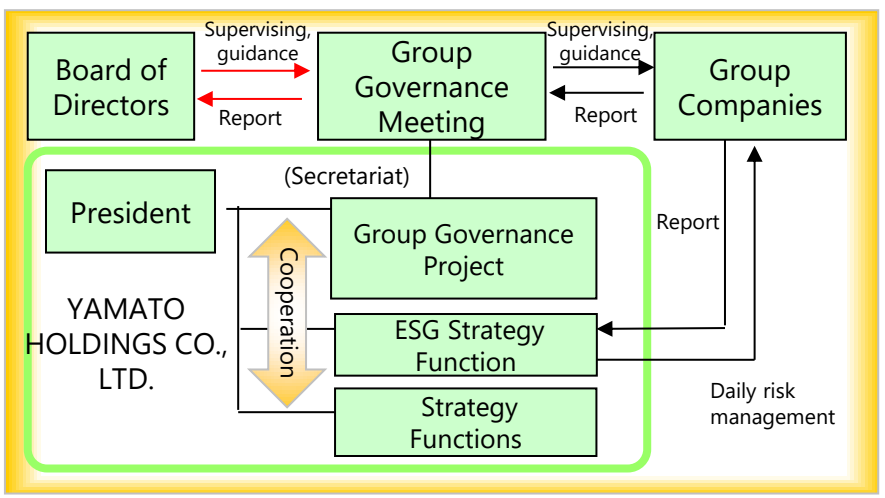 Board of
Directors
Supervising,
guidance
Report
Group
Governance
Meeting
Supervising,
guidance
Report
Group
Companies
(Secretariat)
President
Group Governance
Project
Report
Cooperation
YAMATO
HOLDINGS CO.,
LTD.
ESG Strategy
Function
Strategy
Functions
Daily risk
management